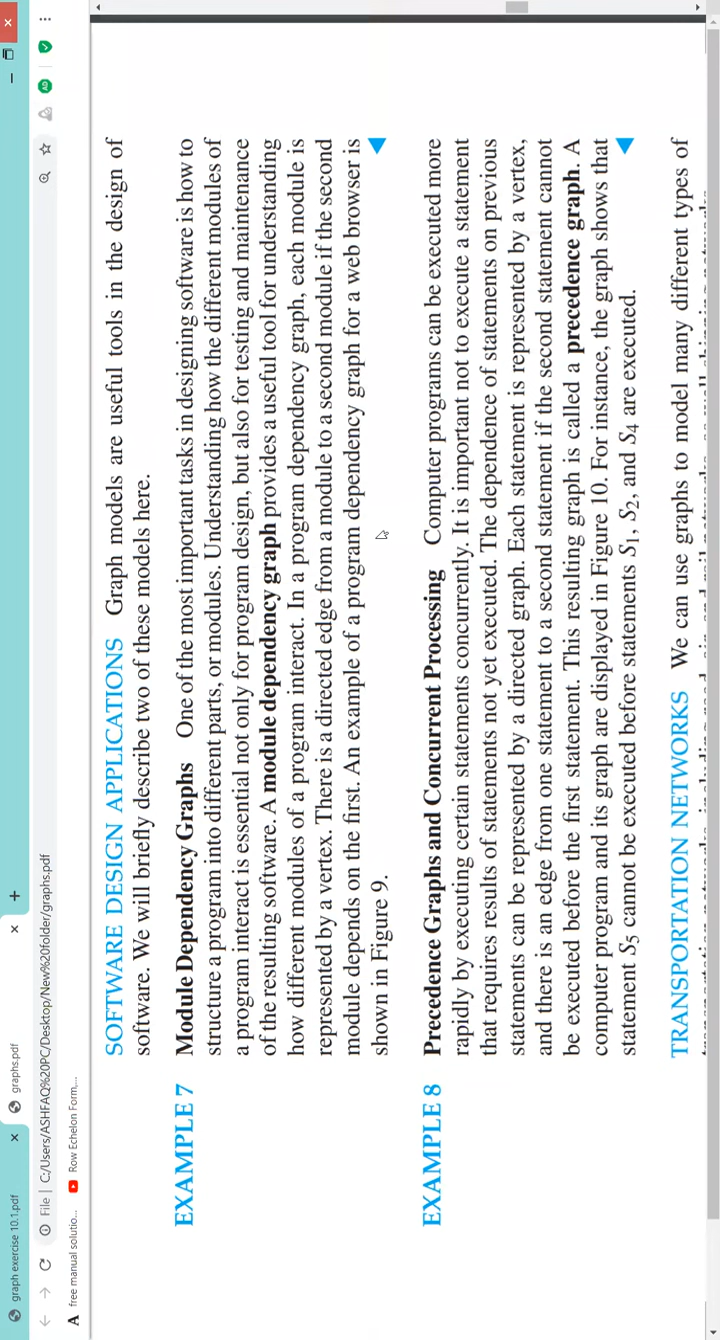 graph exercise 10.1.pdf
graphs.pdf
File | C:/Users/ASHFAQ%20PC/Desktop/New%20folder/graphs.pdf
A free manual solutio...
Row Echelon Form,...
SOFTWARE DESIGN APPLICATIONS Graph models are useful tools in the design of
software. We will briefly describe two of these models here.
EXAMPLE 7 Module Dependency Graphs One of the most important tasks in designing software is how to
structure a program into different parts, or modules. Understanding how the different modules of
a program interact is essential not only for program design, but also for testing and maintenance
of the resulting software. A module dependency graph provides a useful tool for understanding
how different modules of a program interact. In a program dependency graph, each module is
represented by a vertex. There is a directed edge from a module to a second module if the second
module depends on the first. An example of a program dependency graph for a web browser is
shown in Figure 9.
EXAMPLE 8 Precedence Graphs and Concurrent Processing Computer programs can be executed more
rapidly by executing certain statements concurrently. It is important not to execute a statement
that requires results of statements not yet executed. The dependence of statements on previous
statements can be represented by a directed graph. Each statement is represented by a vertex,
and there is an edge from one statement to a second statement if the second statement cannot
be executed before the first statement. This resulting graph is called a precedence graph. A
computer program and its graph are displayed in Figure 10. For instance, the graph shows that
statement S5 cannot be executed before statements S1, S2, and S4 are executed.
TRANSPORTATION NETWORKS We can use graphs to model many different types of